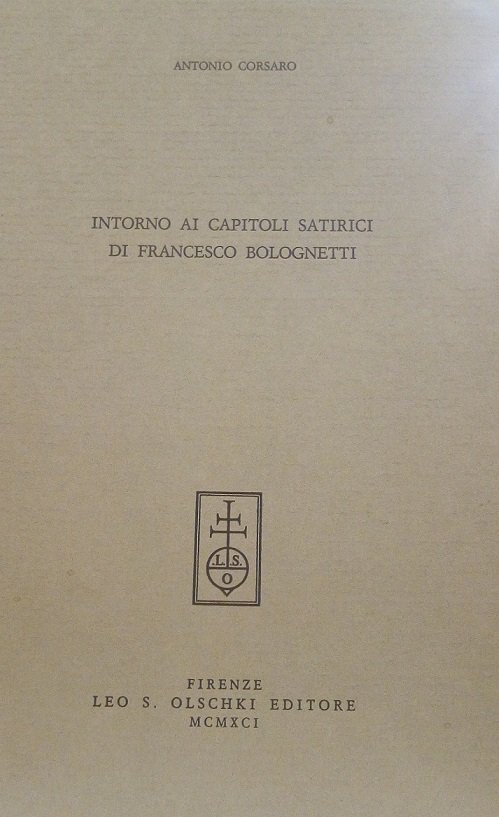 ANTONIO CORSARO
INTORNO AI CAPITOLI SATIRICI
DI FRANCESCO BOLOGNETTI
.L. S.
O
FIRENZE
LEO S. OLSCHKI EDITORE
MCMXCI